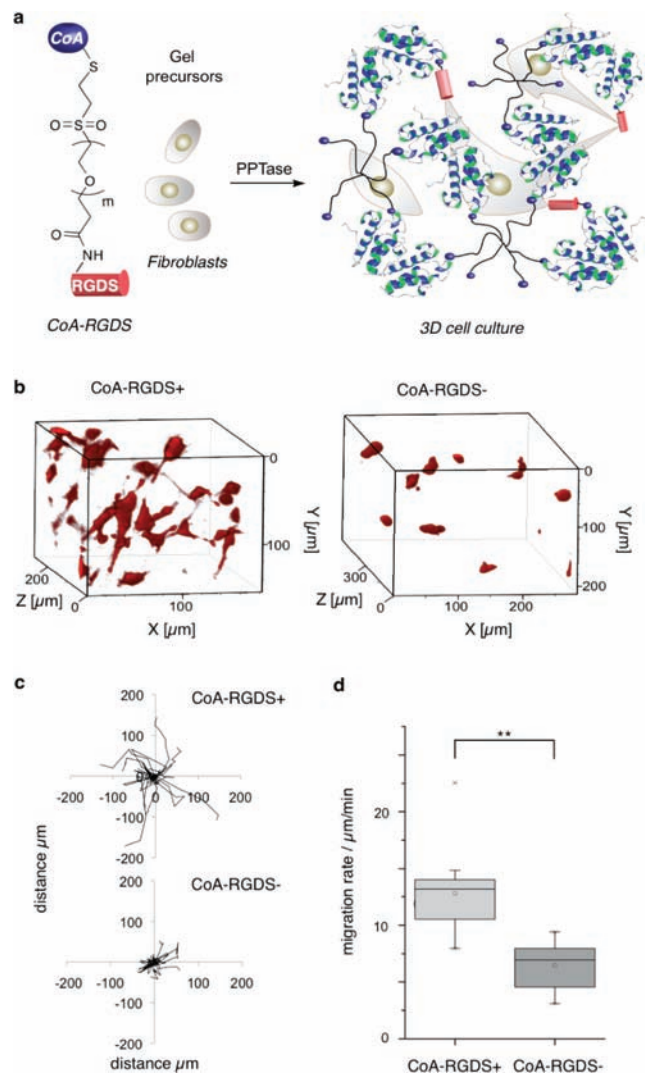 a
CoA
S
O=S=O
O
m
O
NH
RGDS
CoA-RGDS
Gel
precursors
Fibroblasts
PPTase
3D cell culture
b
CoA-RGDS+
0
100
Y [µm]
200
Z [µm]
0
100
X [µm]
CoA-RGDS-
0
100
200
Y [µm]
300
Z [µm]
0
100
200
X [µm]
c
CoA-RGDS+
200
100
-200
-100
0
100
200
-100
-200
CoA-RGDS-
200
100
-200
-100
0
100
200
-100
-200
distance µm
distance µm
d
**
20
10
0
migration rate / µm/min
CoA-RGDS+
CoA-RGDS-